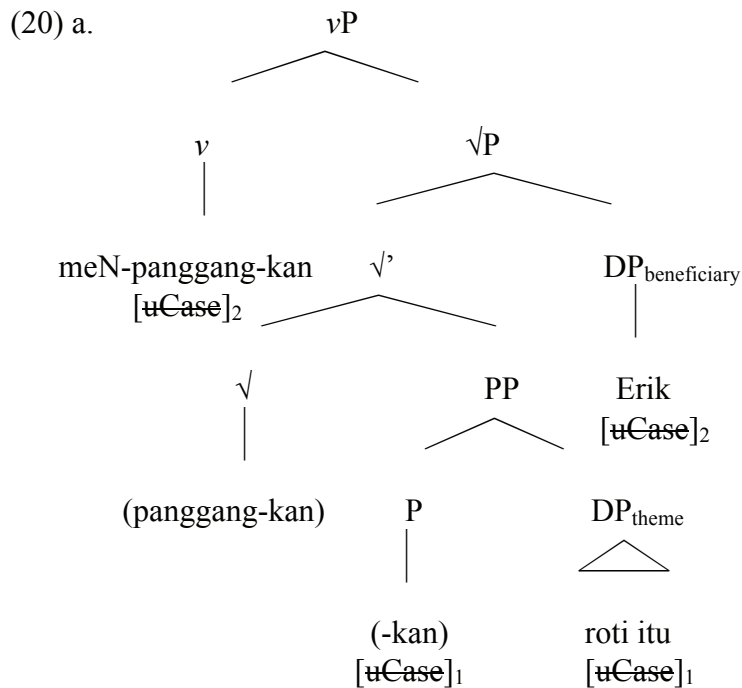 (20) a. vP
v √P
meN-panggang-kan √’ DPbeneficiary
[uCase]2
√ PP Erik
[uCase]2
(panggang-kan) P DPtheme
(-kan) roti itu
[uCase]1 [uCase]1